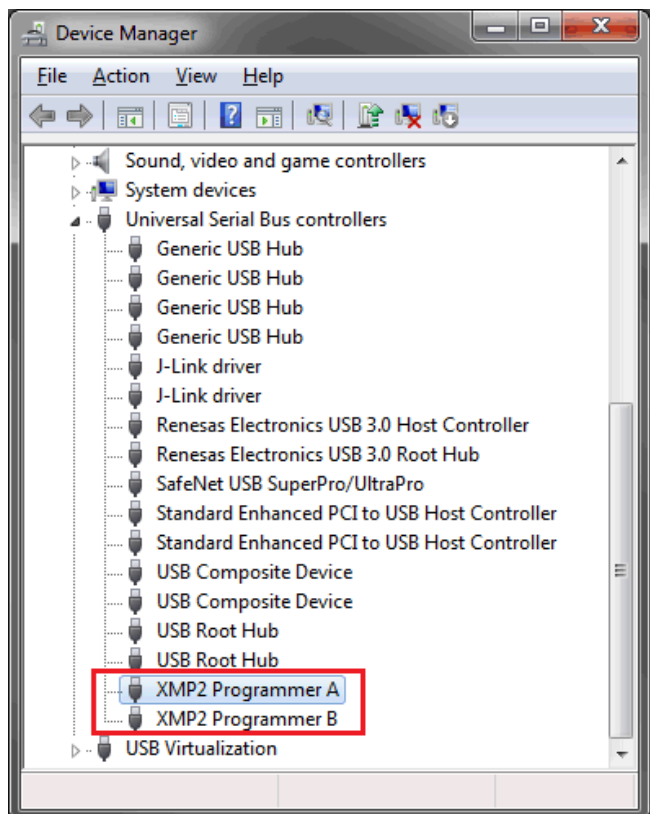 Device Manager
File Action View Help
Sound, video and game controllers
System devices
Universal Serial Bus controllers
Generic USB Hub
Generic USB Hub
Generic USB Hub
Generic USB Hub
J-Link driver
J-Link driver
Renesas Electronics USB 3.0 Host Controller
Renesas Electronics USB 3.0 Root Hub
SafeNet USB SuperPro/UltraPro
Standard Enhanced PCI to USB Host Controller
Standard Enhanced PCI to USB Host Controller
USB Composite Device
USB Composite Device
USB Root Hub
USB Root Hub
XMP2 Programmer A
XMP2 Programmer B
USB Virtualization